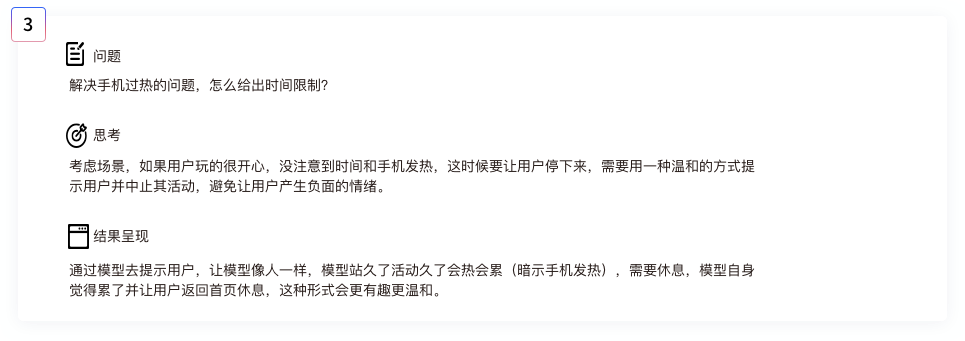 3
问题
解决手机过热的问题，怎么给出时间限制？
思考
考虑场景，如果用户玩的很开心，没注意到时间和手机发热，这时候要让用户停下来，需要用一种温和的方式提
示用户并中止其活动，避免让用户产生负面的情绪。
结果呈现
通过模型去提示用户，让模型像人一样，模型站久了活动久了会热会累（暗示手机发热），需要休息，模型自身
觉得累了并让用户返回首页休息，这种形式会更有趣更温和。